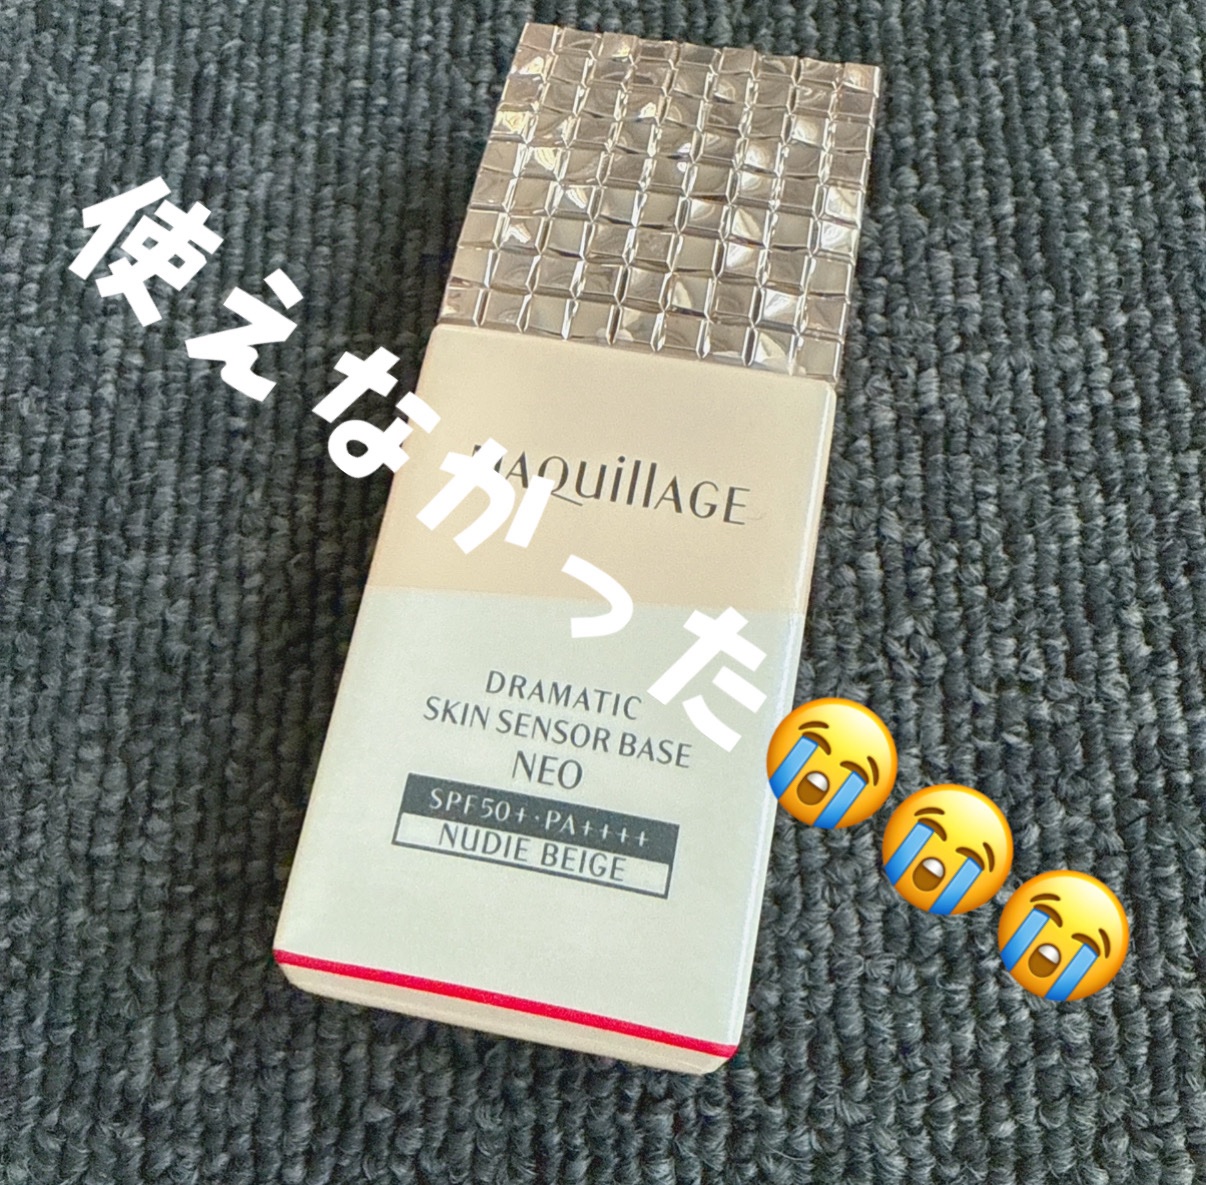 使えなかった
MAQuillAGE
DRAMATIC
SKIN SENSOR BASE
NEO
SPF50+・PA++++
NUDIE BEIGE